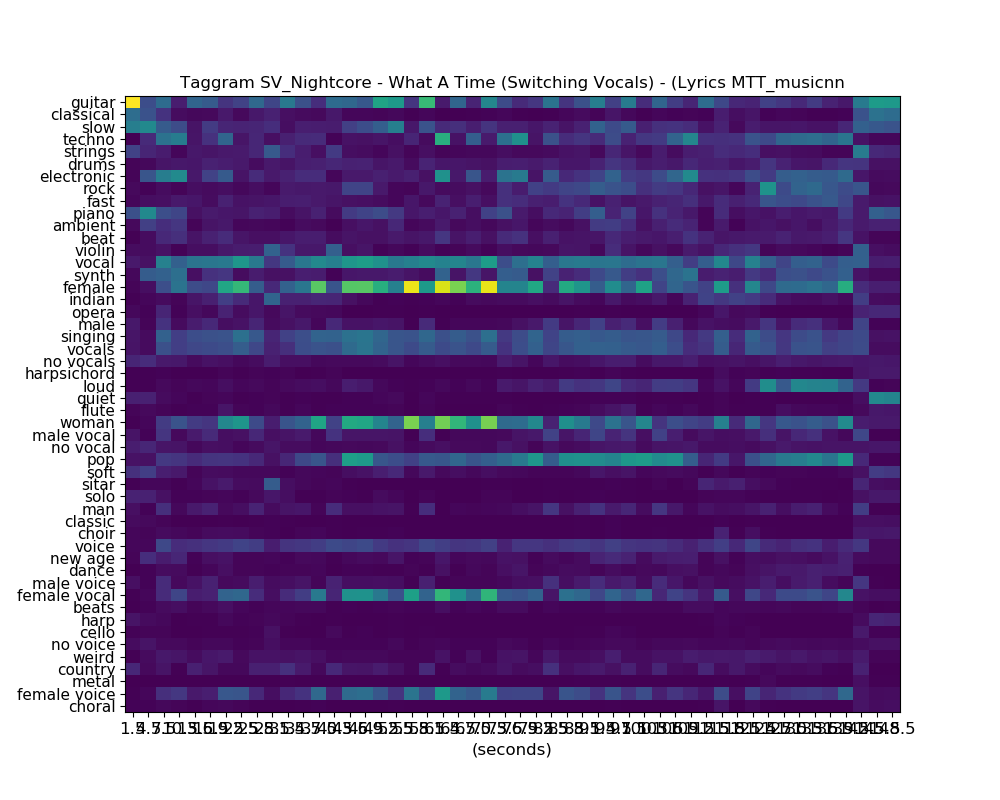 Taggram SV_Nightcore - What A Time (Switching Vocals) - (Lyrics MTT_musicnn
guitar
classical
slow
techno
strings
drums
electronic
rock
fast
piano
ambient
beat
violin
vocal
synth
female
indian
opera
male
singing
vocals
no vocals
harpsichord
loud
quiet
flute
woman
male vocal
no vocal
pop
soft
sitar
solo
man
classic
choir
voice
new age
dance
male voice
female vocal
beats
harp
cello
no voice
weird
country
metal
female voice
choral
(seconds)